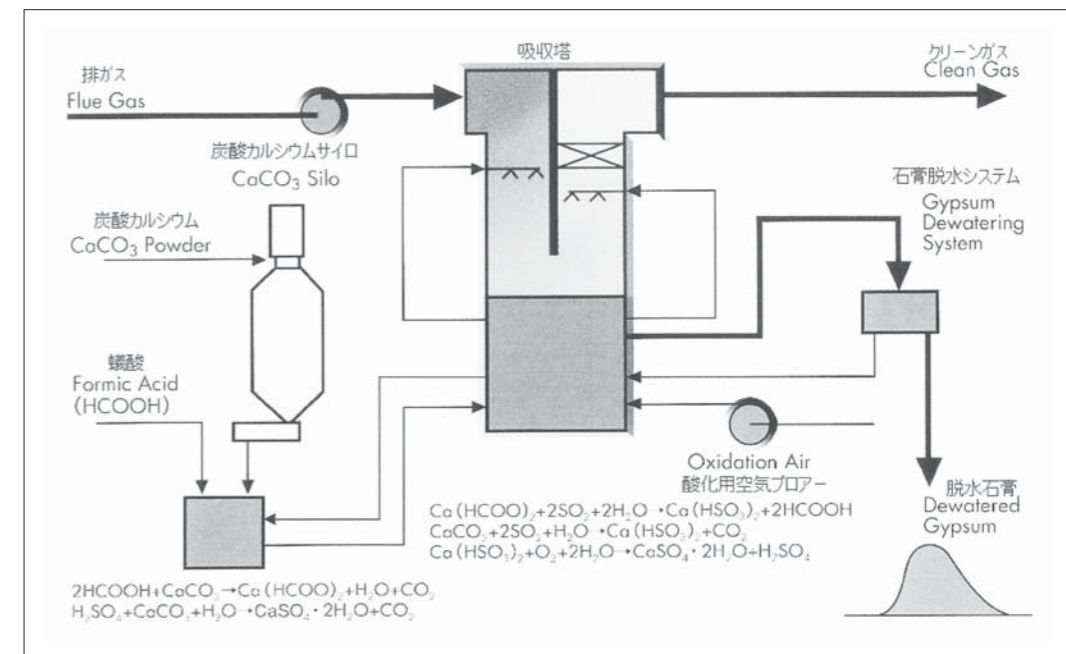 排ガス
Flue Gas
吸収塔
クリーンガス
Clean Gas
炭酸カルシウムサイロ
CaCO₃ Silo
炭酸カルシウム
CaCO₃ Powder
石膏脱水システム
Gypsum
Dewatering
System
蟻酸
Formic Acid
(HCOOH)
Oxidation Air
酸化用空気ブロアー
脱水石膏
Dewatered
Gypsum
Ca(HCOO)₂+2SO₂+2H₂O→Ca(HSO₃)₂+2HCOOH
CaCO₃+2SO₂+H₂O→Ca(HSO₃)₂+CO₂
Ca(HSO₃)₂+O₂+2H₂O→CaSO₄・2H₂O+H₂SO₄
2HCOOH+CaCO₃→Ca(HCOO)₂+H₂O+CO₂
H₂SO₄+CaCO₃+H₂O→CaSO₄・2H₂O+CO₂